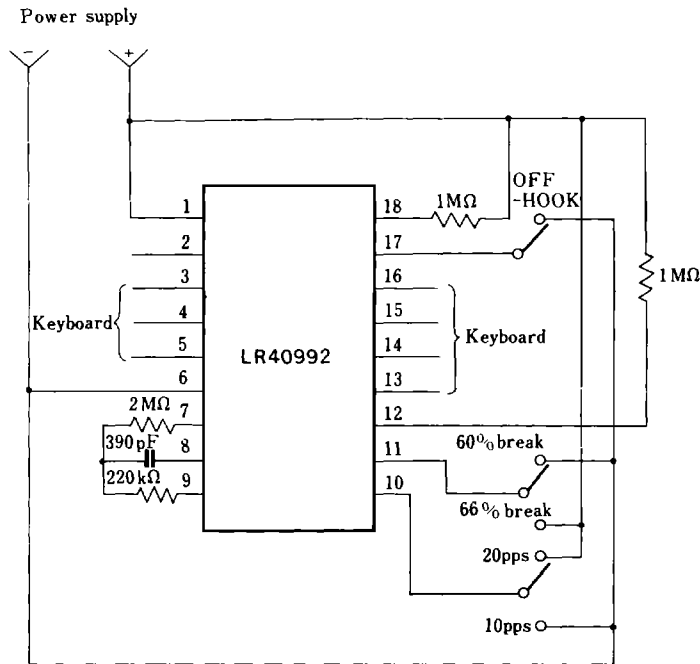 Power supply
−
+
OFF
-HOOK
1MΩ
1MΩ
1
2
3
4
5
6
7
8
9
18
17
16
15
14
13
12
11
10
Keyboard
Keyboard
LR40992
2MΩ
390pF
220kΩ
60% break
66% break
20pps
10pps